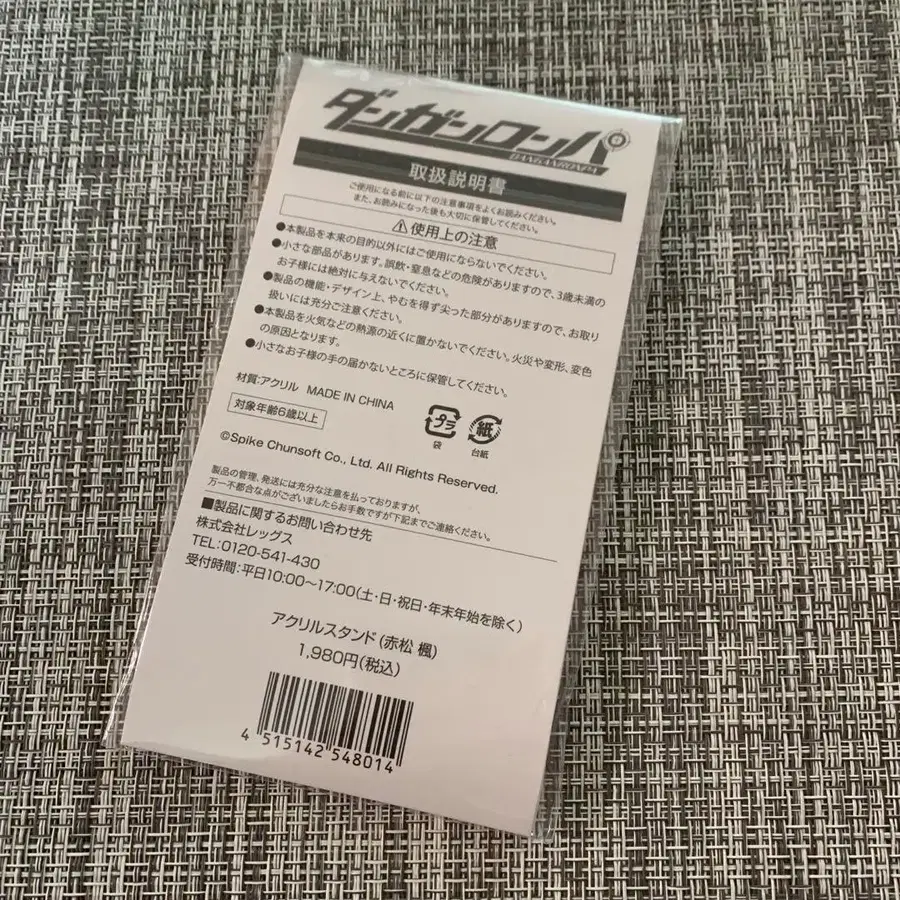 ダンガンロンパ
DANGANRONPA
取扱説明書
ご使用になる前に以下の注意事項をよくお読みください。
また、お読みになった後も大切に保管してください。
⚠使用上の注意
●本製品を本来の目的以外にはご使用にならないでください。
●小さな部品があります。誤飲・窒息などの危険がありますので、3歳未満の
お子様には絶対に与えないでください。
●製品の機能・デザイン上、やむを得ず尖った部分がありますので、お取り
扱いには充分ご注意ください。
●本製品を火気などの熱源の近くに置かないでください。火災や変形、変色
の原因となります。
●小さなお子様の手の届かないところに保管してください。
材質:アクリル MADE IN CHINA
対象年齢6歳以上
プラ 紙
袋 台紙
©Spike Chunsoft Co., Ltd. All Rights Reserved.
製品の管理、発送には充分な注意を払っておりますが、
万一不都合な点がございましたらお手数ですが下記までご連絡ください。
■製品に関するお問い合わせ先
株式会社レッグス
TEL:0120-541-430
受付時間:平日10:00〜17:00(土・日・祝日・年末年始を除く)
アクリルスタンド(赤松 楓)
1,980円(税込)
4 515142 548014